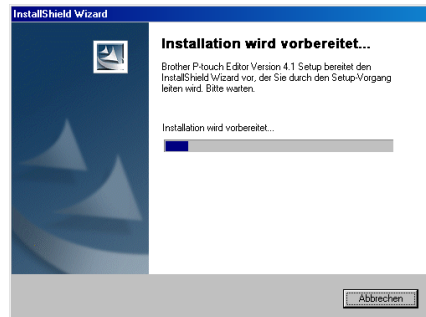 InstallShield Wizard
Installation wird vorbereitet...
Brother P-touch Editor Version 4.1 Setup bereitet den
InstallShield Wizard vor, der Sie durch den Setup-Vorgang
leiten wird. Bitte warten.
Installation wird vorbereitet...
Abbrechen